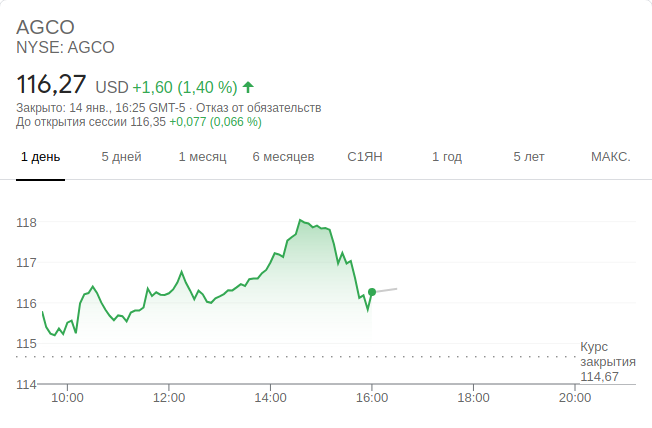 AGCO
NYSE: AGCO
116,27 USD +1,60 (1,40 %)
Закрыто: 14 янв., 16:25 GMT-5 · Отказ от обязательств
До открытия сессии 116,35 +0,077 (0,066 %)
1 день 5 дней 1 месяц 6 месяцев С1ЯН 1 год 5 лет МАКС.
118
117
116
115
Курс
закрытия
114,67
114
10:00 12:00 14:00 16:00 18:00 20:00